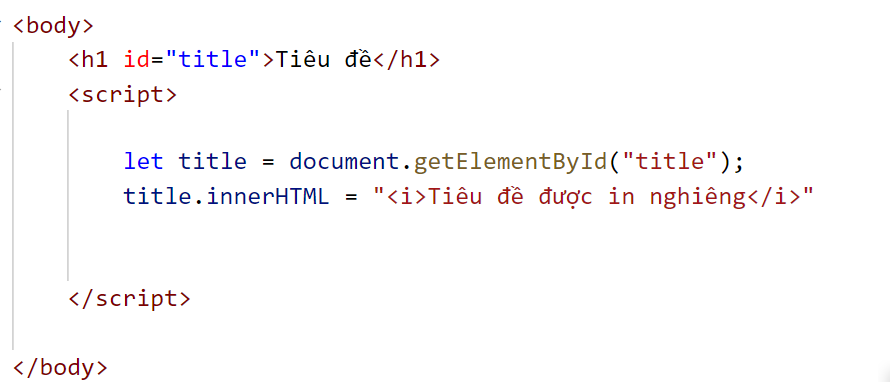 <body>
<h1 id="title">Tiêu đề</h1>
<script>
let title = document.getElementById("title");
title.innerHTML = "<i>Tiêu đề được in nghiêng</i>"
</script>
</body>